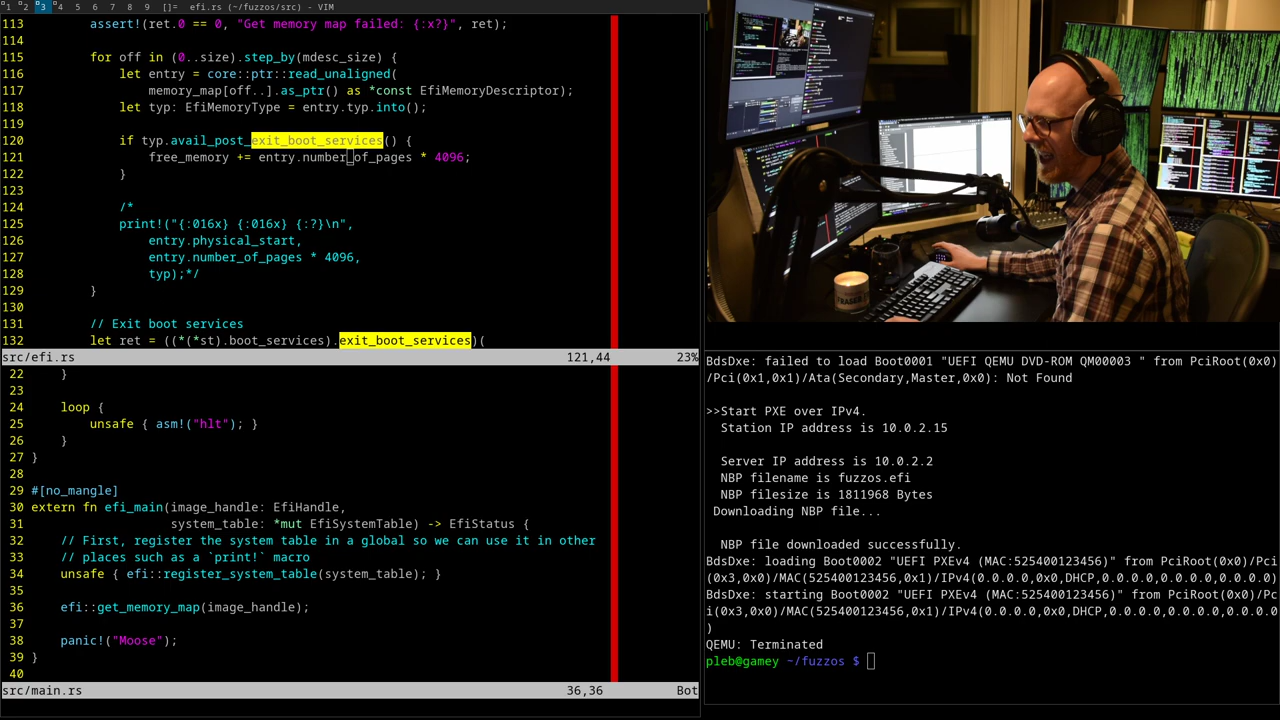 1 2 3 4 5 6 7 8 9 []= efi.rs (~/fuzzos/src) - VIM
113         assert!(ret.0 == 0, "Get memory map failed: {:x?}", ret);
114
115         for off in (0..size).step_by(mdesc_size) {
116             let entry = core::ptr::read_unaligned(
117                 memory_map[off..].as_ptr() as *const EfiMemoryDescriptor);
118             let typ: EfiMemoryType = entry.typ.into();
119
120             if typ.avail_post_exit_boot_services() {
121                 free_memory += entry.number_of_pages * 4096;
122             }
123
124             /*
125             print!("{:016x} {:016x} {:?}\n",
126                 entry.physical_start,
127                 entry.number_of_pages * 4096,
128                 typ);*/
129         }
130
131         // Exit boot services
132         let ret = ((*(*st).boot_services).exit_boot_services)(
src/efi.rs 121,44 23%
22     }
23
24     loop {
25         unsafe { asm!("hlt"); }
26     }
27 }
28
29 #[no_mangle]
30 extern fn efi_main(image_handle: EfiHandle,
31                    system_table: *mut EfiSystemTable) -> EfiStatus {
32     // First, register the system table in a global so we can use it in other
33     // places such as a `print!` macro
34     unsafe { efi::register_system_table(system_table); }
35
36     efi::get_memory_map(image_handle);
37
38     panic!("Moose");
39 }
40
src/main.rs 36,36 Bot
BdsDxe: failed to load Boot0001 "UEFI QEMU DVD-ROM QM00003 " from PciRoot(0x0)
/Pci(0x1,0x1)/Ata(Secondary,Master,0x0): Not Found
>>Start PXE over IPv4.
Station IP address is 10.0.2.15
Server IP address is 10.0.2.2
NBP filename is fuzzos.efi
NBP filesize is 1811968 Bytes
Downloading NBP file...
NBP file downloaded successfully.
BdsDxe: loading Boot0002 "UEFI PXEv4 (MAC:525400123456)" from PciRoot(0x0)/Pci
(0x3,0x0)/MAC(525400123456,0x1)/IPv4(0.0.0.0,0x0,DHCP,0.0.0.0,0.0.0.0,0.0.0.0)
BdsDxe: starting Boot0002 "UEFI PXEv4 (MAC:525400123456)" from PciRoot(0x0)/Pc
i(0x3,0x0)/MAC(525400123456,0x1)/IPv4(0.0.0.0,0x0,DHCP,0.0.0.0,0.0.0.0,0.0.0.0
)
QEMU: Terminated
pleb@gamey ~/fuzzos $